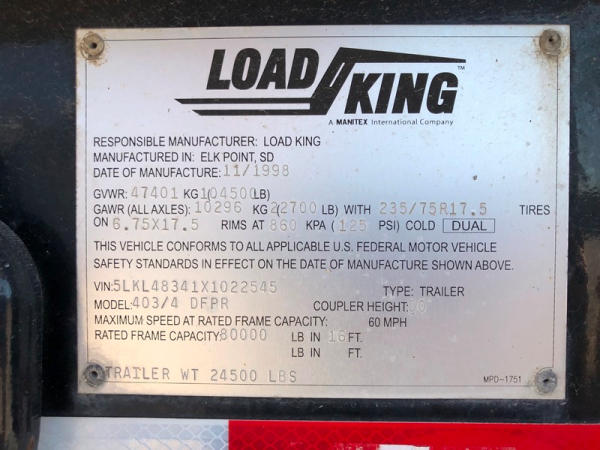 LOAD KING™
A MANITEX International Company
RESPONSIBLE MANUFACTURER: LOAD KING
MANUFACTURED IN: ELK POINT, SD
DATE OF MANUFACTURE: 11/1998
GVWR: 47401 KG (104500LB)
GAWR (ALL AXLES): 10296 KG (22700 LB) WITH 235/75R17.5 TIRES
ON 6.75X17.5 RIMS AT 860 KPA (125 PSI) COLD DUAL
THIS VEHICLE CONFORMS TO ALL APPLICABLE U.S. FEDERAL MOTOR VEHICLE
SAFETY STANDARDS IN EFFECT ON THE DATE OF MANUFACTURE SHOWN ABOVE.
VIN: 5LKL48341X1022545 TYPE: TRAILER
MODEL: 403/4 DFPR COUPLER HEIGHT:
MAXIMUM SPEED AT RATED FRAME CAPACITY: 60 MPH
RATED FRAME CAPACITY: 80000 LB IN 16 FT.
LB IN FT.
TRAILER WT 24500 LBS
MPD-1751